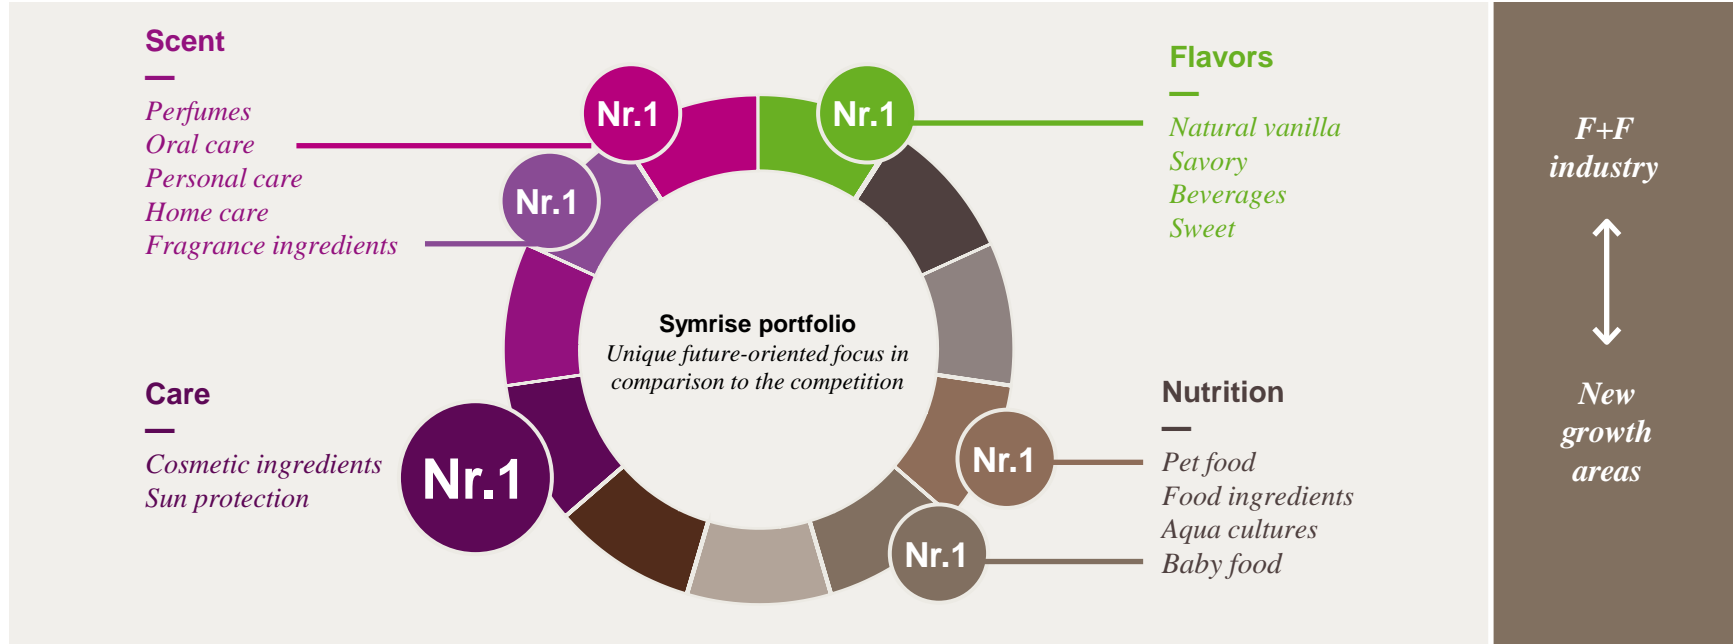 Scent
Perfumes
Oral care
Personal care
Home care
Fragrance ingredients
Nr.1
Nr.1
Nr.1
Flavors
Natural vanilla
Savory
Beverages
Sweet
Symrise portfolio
Unique future-oriented focus in
comparison to the competition
Care
Cosmetic ingredients
Sun protection
Nr.1
Nutrition
Pet food
Food ingredients
Aqua cultures
Baby food
Nr.1
Nr.1
F+F
industry
New
growth
areas